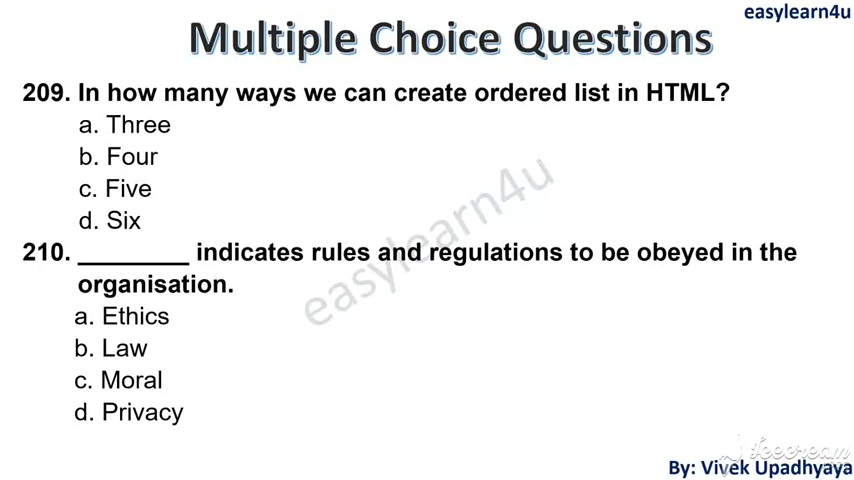 easylearn4u
Multiple Choice Questions
209. In how many ways we can create ordered list in HTML?
a. Three
b. Four
c. Five
d. Six
210. ________ indicates rules and regulations to be obeyed in the
organisation.
a. Ethics
b. Law
c. Moral
d. Privacy
easylearn4u
By: Vivek Upadhyaya